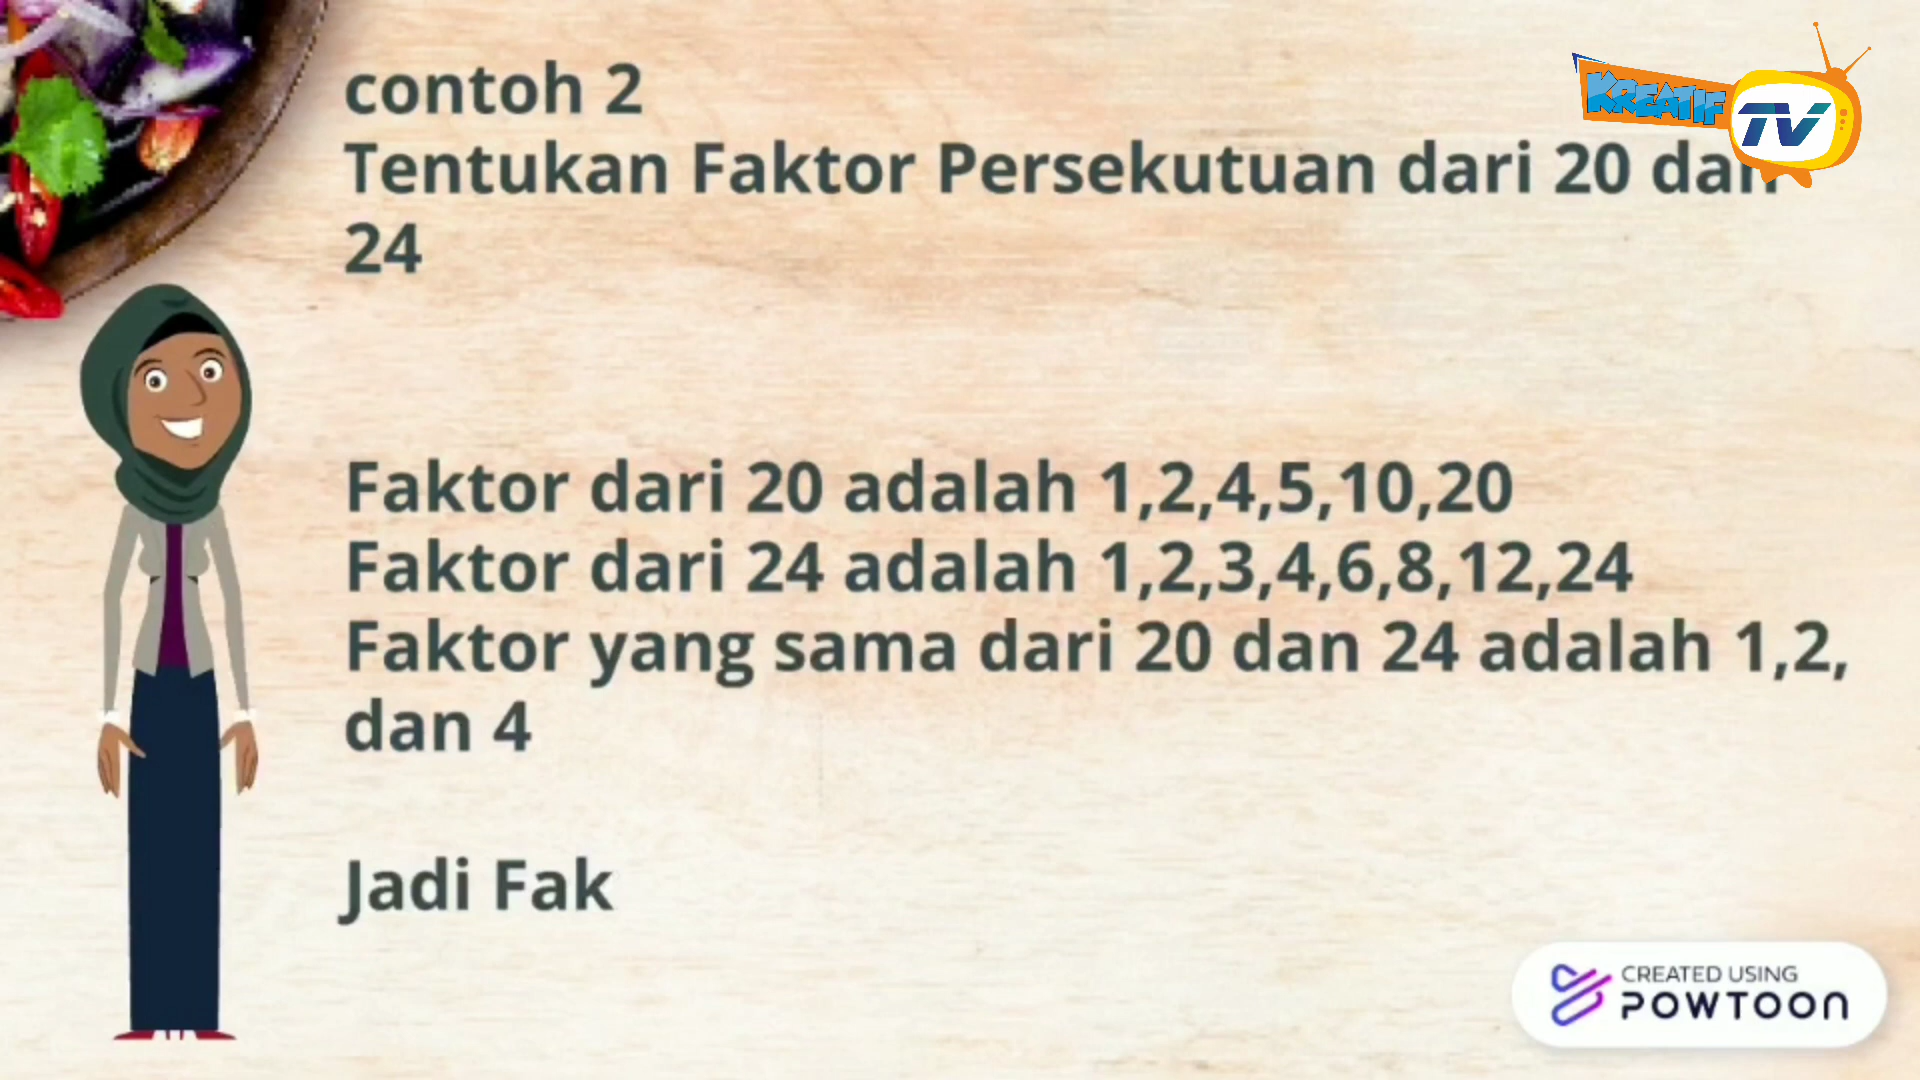 contoh 2
Tentukan Faktor Persekutuan dari 20 dan
24
Faktor dari 20 adalah 1,2,4,5,10,20
Faktor dari 24 adalah 1,2,3,4,6,8,12,24
Faktor yang sama dari 20 dan 24 adalah 1,2,
dan 4
Jadi Fak
KREATIF TV
CREATED USING
POWTOON